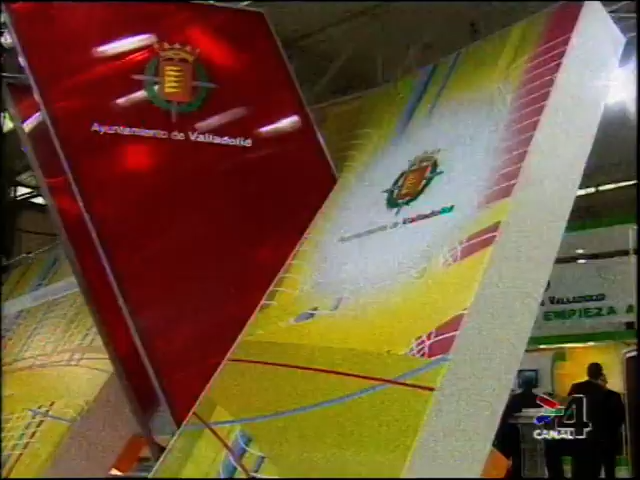 Ayuntamiento de Valladolid
Ayuntamiento de Valladolid
VALLADOLID
EMPIEZA A
4
CANAL